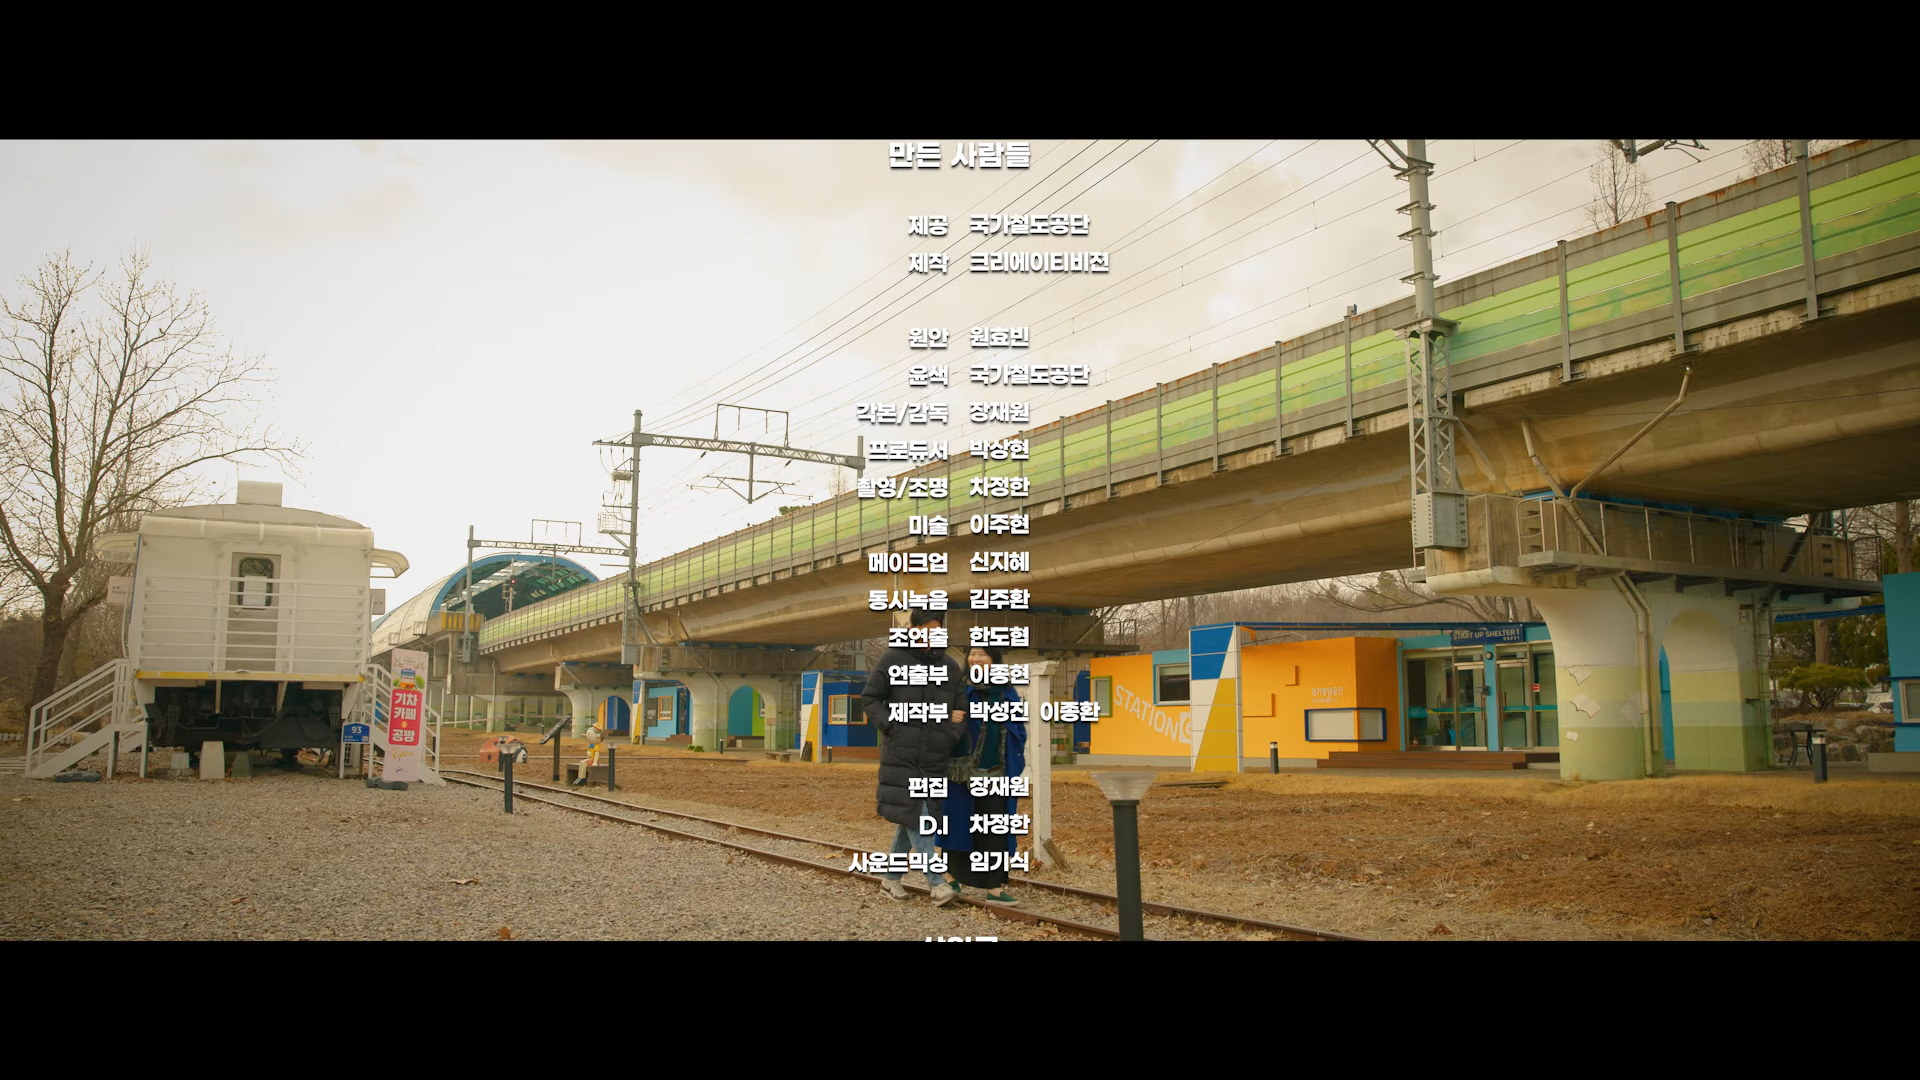 만든 사람들
제공 국가철도공단
제작 크리에이티비전
원안 원효빈
윤색 국가철도공단
각본/감독 장재원
프로듀서 박상현
촬영/조명 차정한
미술 이주현
메이크업 신지혜
동시녹음 김주환
조연출 한도협
연출부 이종현
제작부 박성진 이종환
편집 장재원
D.I 차정한
사운드믹싱 임기식
기차
카페
공방
93
STATION
START UP SHELTER 1